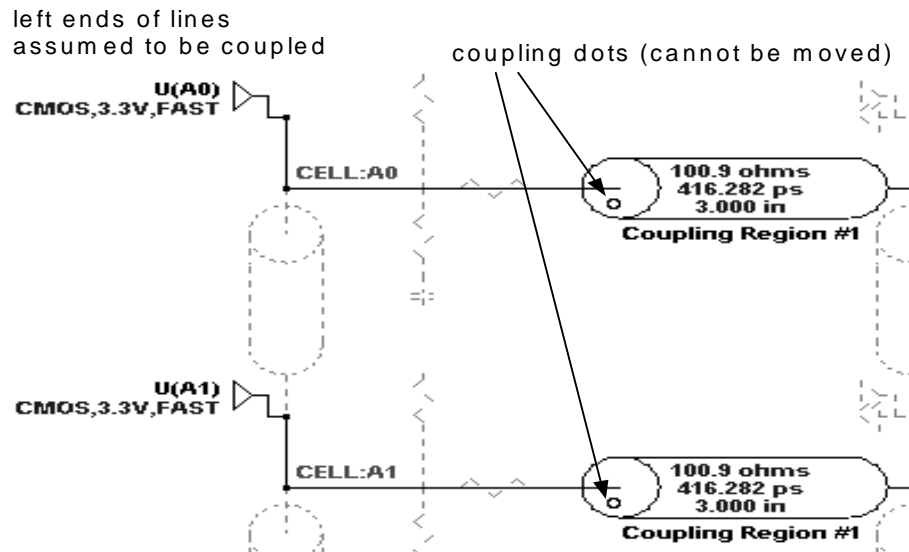 left ends of lines
assumed to be coupled
coupling dots (cannot be moved)
U(A0)
CMOS,3.3V,FAST
CELL:A0
100.9 ohms
416.282 ps
3.000 in
Coupling Region #1
U(A1)
CMOS,3.3V,FAST
CELL:A1
100.9 ohms
416.282 ps
3.000 in
Coupling Region #1